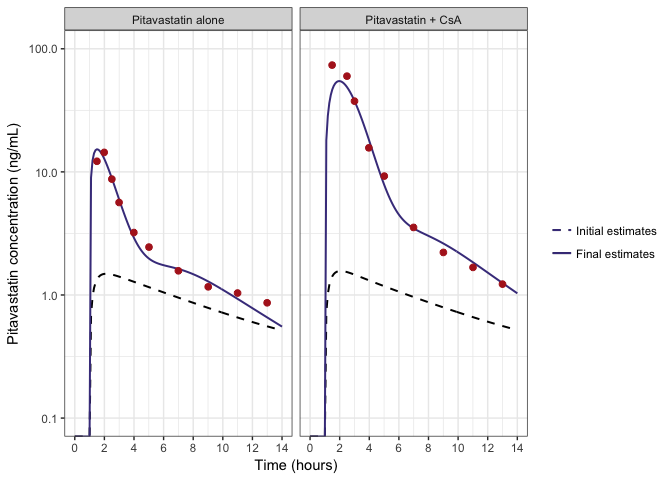 Pitavastatin alone
Pitavastatin + CsA
Pitavastatin concentration (ng/mL)
100.0
10.0
1.0
0.1
0 2 4 6 8 10 12 14
0 2 4 6 8 10 12 14
Time (hours)
Initial estimates
Final estimates